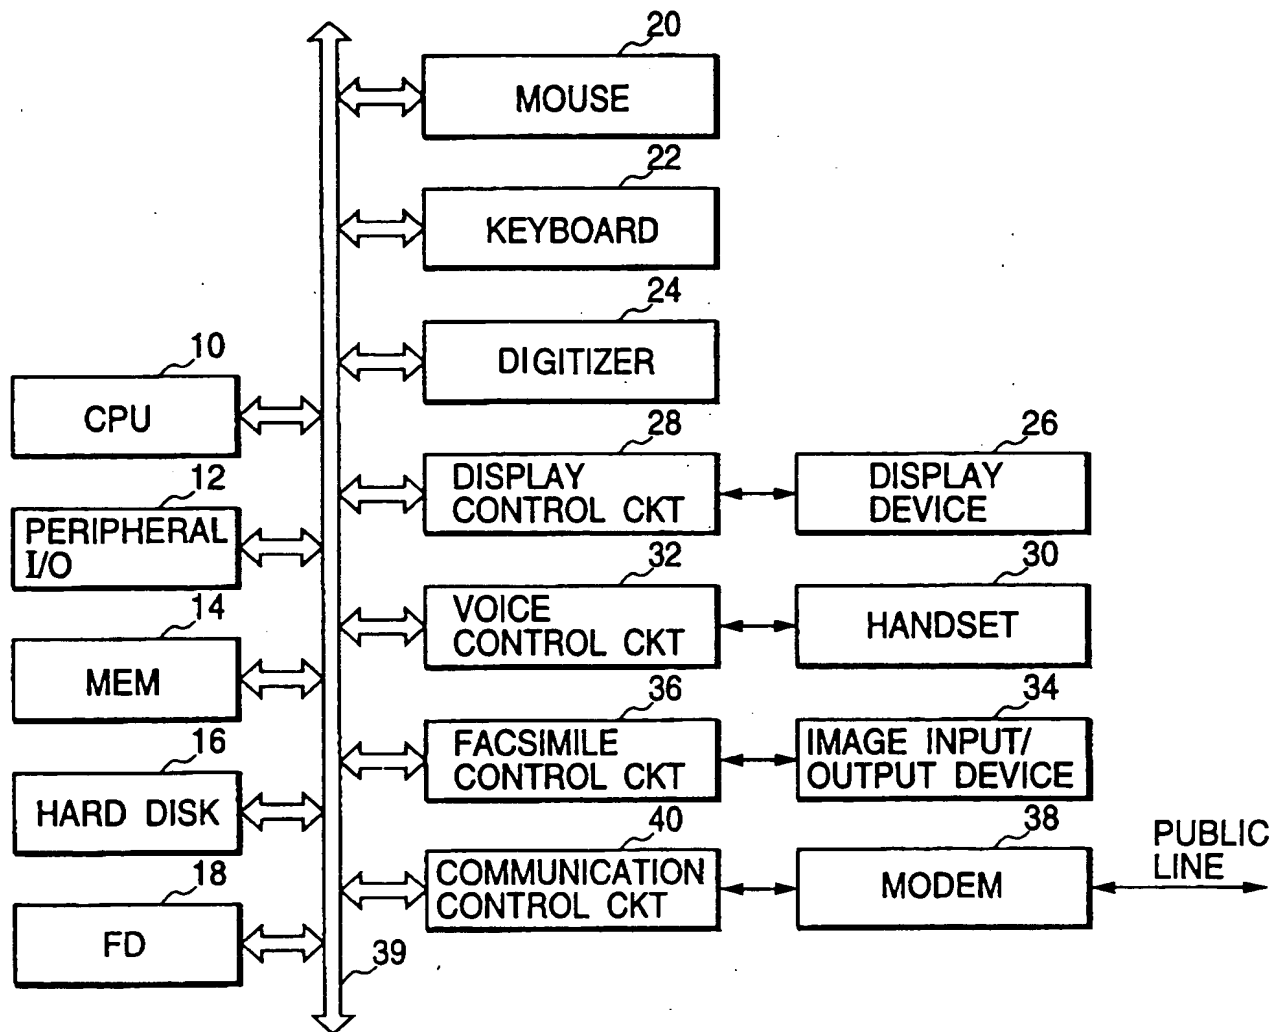 20
MOUSE
22
KEYBOARD
24
DIGITIZER
10
CPU
28
DISPLAY
CONTROL CKT
26
DISPLAY
DEVICE
12
PERIPHERAL
I/O
32
VOICE
CONTROL CKT
30
HANDSET
14
MEM
36
FACSIMILE
CONTROL CKT
34
IMAGE INPUT/
OUTPUT DEVICE
16
HARD DISK
40
COMMUNICATION
CONTROL CKT
38
MODEM
PUBLIC
LINE
18
FD
39